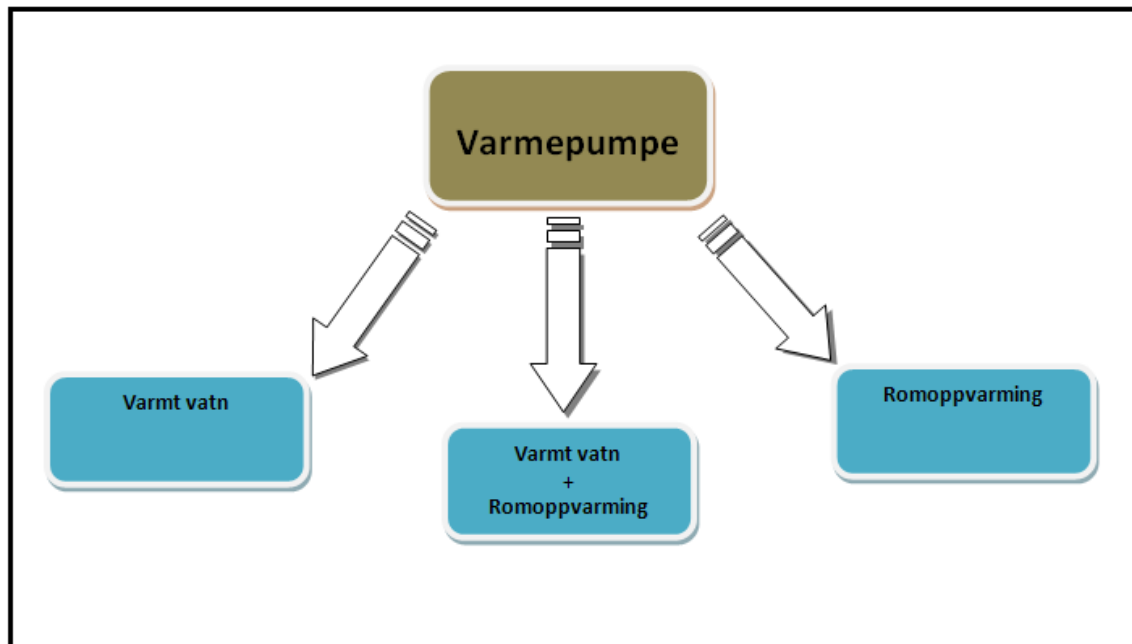 Varmepumpe
Varmt vatn
Varmt vatn
+
Romoppvarming
Romoppvarming